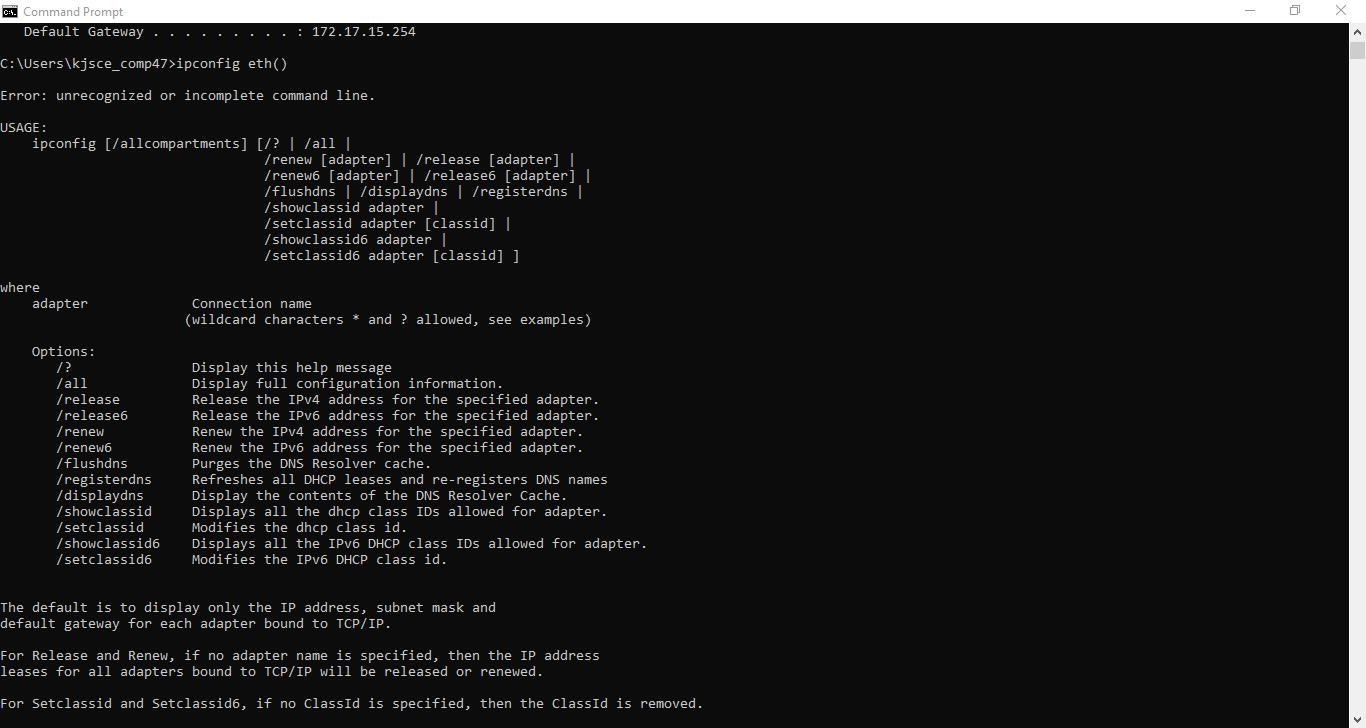 Command Prompt
Default Gateway . . . . . . . . . : 172.17.15.254
C:\Users\kjsce_comp47>ipconfig eth()
Error: unrecognized or incomplete command line.
USAGE:
ipconfig [/allcompartments] [/? | /all |
/renew [adapter] | /release [adapter] |
/renew6 [adapter] | /release6 [adapter] |
/flushdns | /displaydns | /registerdns |
/showclassid adapter |
/setclassid adapter [classid] |
/showclassid6 adapter |
/setclassid6 adapter [classid] ]
where
adapter Connection name
(wildcard characters * and ? allowed, see examples)
Options:
/? Display this help message
/all Display full configuration information.
/release Release the IPv4 address for the specified adapter.
/release6 Release the IPv6 address for the specified adapter.
/renew Renew the IPv4 address for the specified adapter.
/renew6 Renew the IPv6 address for the specified adapter.
/flushdns Purges the DNS Resolver cache.
/registerdns Refreshes all DHCP leases and re-registers DNS names
/displaydns Display the contents of the DNS Resolver Cache.
/showclassid Displays all the dhcp class IDs allowed for adapter.
/setclassid Modifies the dhcp class id.
/showclassid6 Displays all the IPv6 DHCP class IDs allowed for adapter.
/setclassid6 Modifies the IPv6 DHCP class id.
The default is to display only the IP address, subnet mask and
default gateway for each adapter bound to TCP/IP.
For Release and Renew, if no adapter name is specified, then the IP address
leases for all adapters bound to TCP/IP will be released or renewed.
For Setclassid and Setclassid6, if no ClassId is specified, then the ClassId is removed.